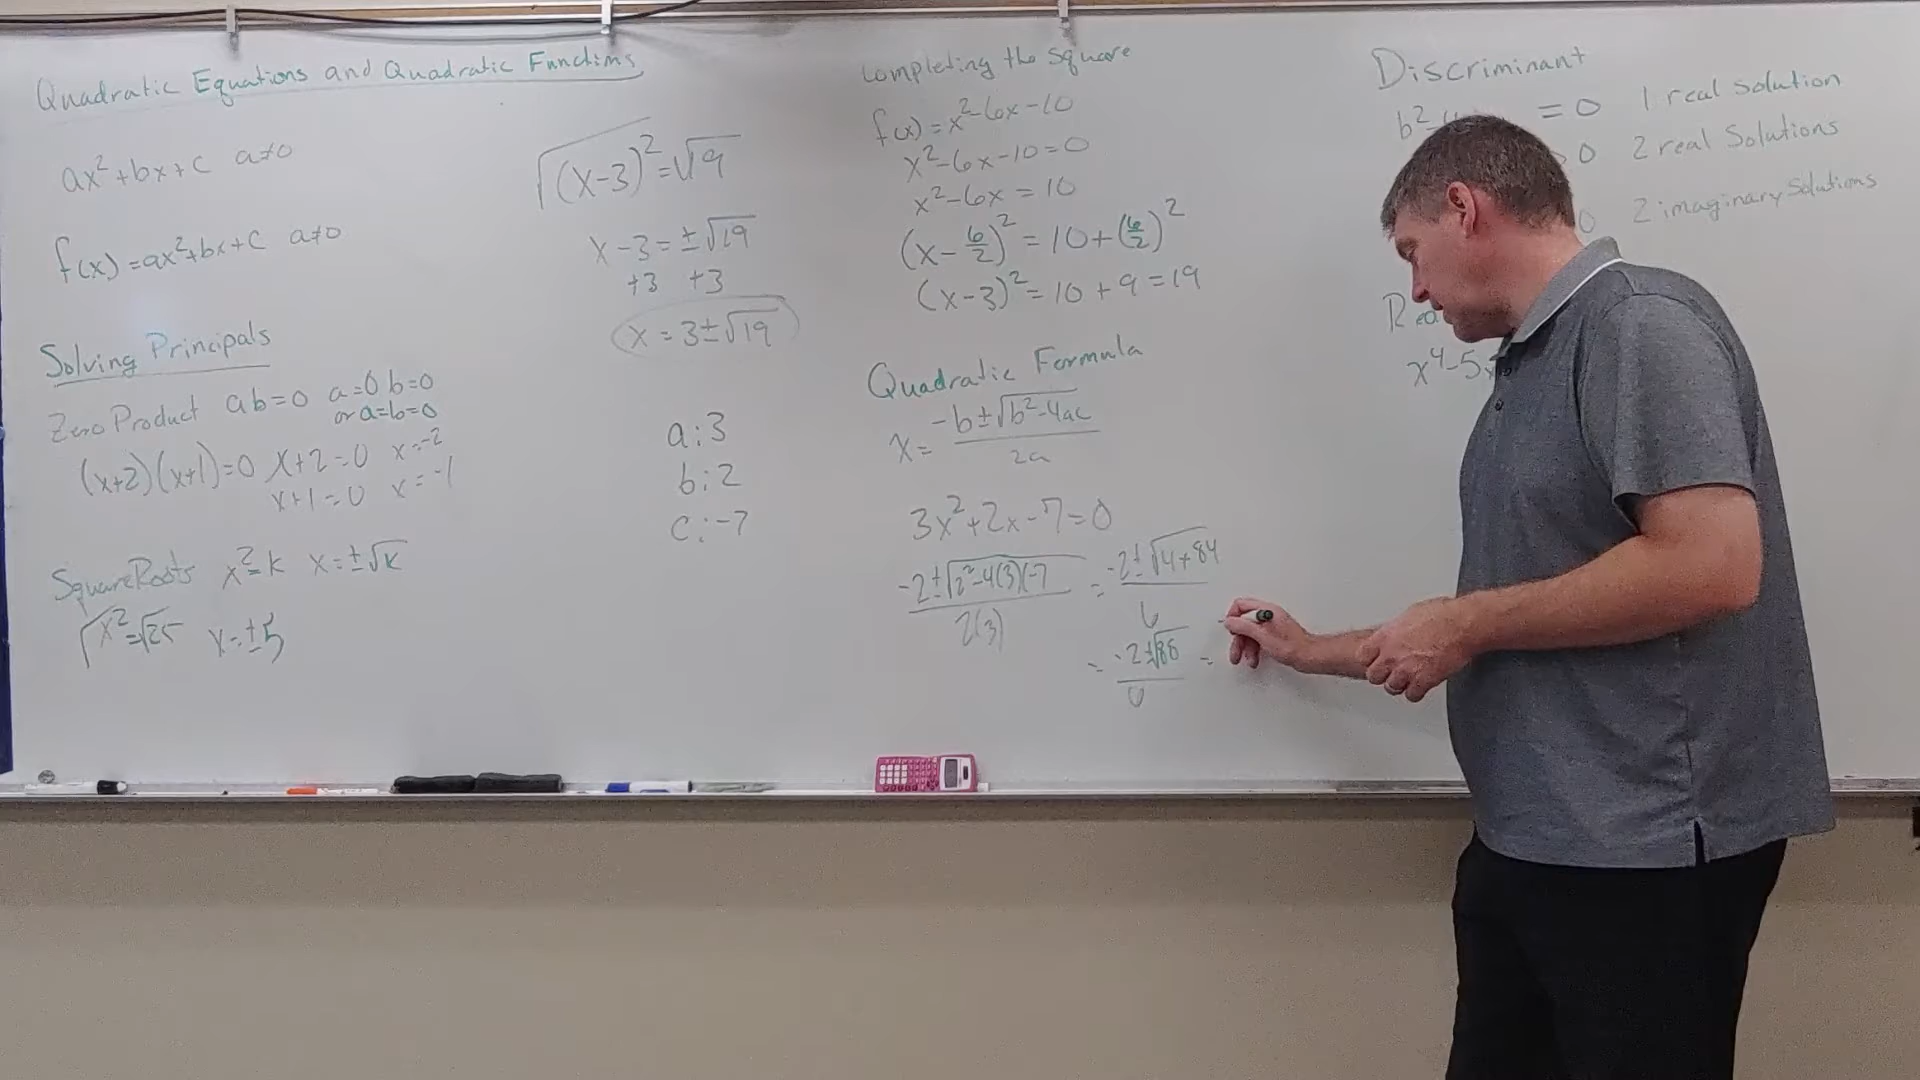 Quadratic Equations and Quadratic Functions
ax²+bx+c a≠0
f(x)=ax²+bx+c a≠0
Solving Principals
Zero Product ab=0 a=0 b=0
or a=b=0
(x+2)(x+1)=0 x+2=0 x=-2
x+1=0 x=-1
Square Roots x²=k x=±√k
√x²=√25 x=±5
√(x-3)²=√19
x-3=±√19
+3 +3
x=3±√19
a:3
b:2
c:-7
Completing the Square
f(x)=x²-6x-10
x²-6x-10=0
x²-6x=10
(x-6/2)²=10+(6/2)²
(x-3)²=10+9=19
Quadratic Formula
x=(-b±√b²-4ac)/2a
3x²+2x-7=0
(-2±√2²-4(3)(-7)/2(3) = (-2±√4+84)/6
= (-2±√88)/6 =
Discriminant
b² =0 1 real solution
>0 2 real Solutions
0 2 imaginary Solutions
x⁴-5